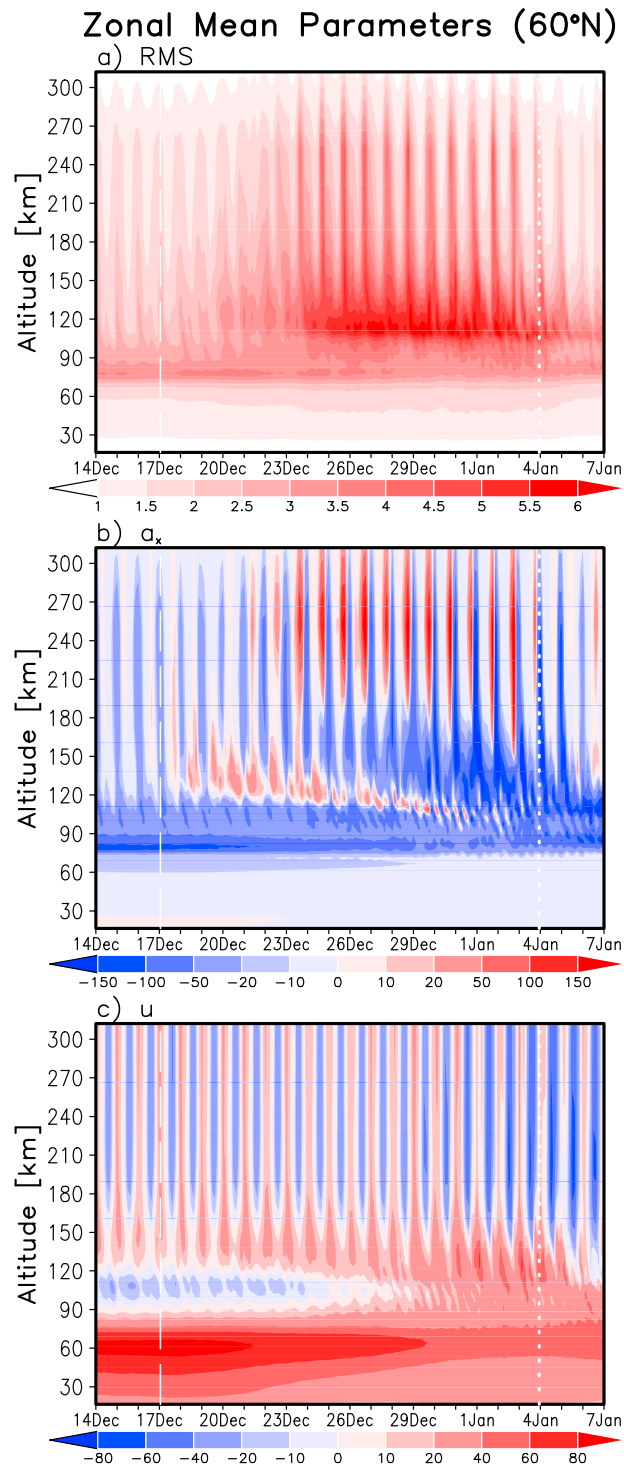 Zonal Mean Parameters (60°N)
a) RMS
300
270
240
210
180
150
120
90
60
30
Altitude [km]
14Dec 17Dec 20Dec 23Dec 26Dec 29Dec 1Jan 4Jan 7Jan
1 1.5 2 2.5 3 3.5 4 4.5 5 5.5 6
b) aₓ
300
270
240
210
180
150
120
90
60
30
Altitude [km]
14Dec 17Dec 20Dec 23Dec 26Dec 29Dec 1Jan 4Jan 7Jan
−150 −100 −50 −20 −10 0 10 20 50 100 150
c) u
300
270
240
210
180
150
120
90
60
30
Altitude [km]
14Dec 17Dec 20Dec 23Dec 26Dec 29Dec 1Jan 4Jan 7Jan
−80 −60 −40 −20 −10 0 10 20 40 60 80